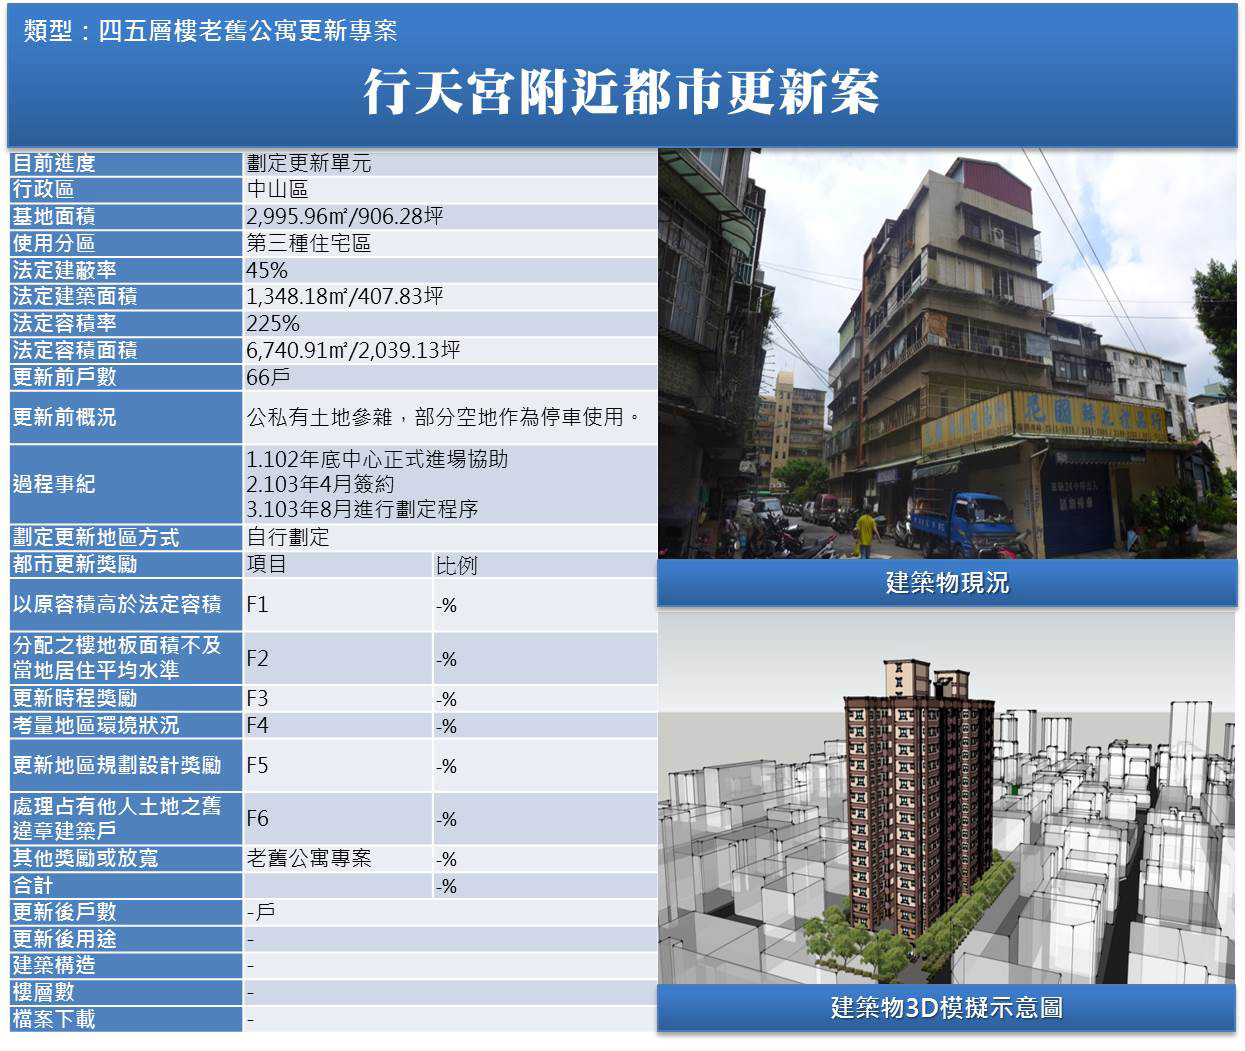 類型：四五層樓老舊公寓更新專案
行天宮附近都市更新案
目前進度 劃定更新單元
行政區 中山區
基地面積 2,995.96㎡/906.28坪
使用分區 第三種住宅區
法定建蔽率 45%
法定建築面積 1,348.18㎡/407.83坪
法定容積率 225%
法定容積面積 6,740.91㎡/2,039.13坪
更新前戶數 66戶
更新前概況 公私有土地參雜，部分空地作為停車使用。
過程事紀
1.102年底中心正式進場協助
2.103年4月簽約
3.103年8月進行劃定程序
劃定更新地區方式 自行劃定
都市更新獎勵 項目 比例
以原容積高於法定容積 F1 -%
分配之樓地板面積不及
當地居住平均水準 F2 -%
更新時程獎勵 F3 -%
考量地區環境狀況 F4 -%
更新地區規劃設計獎勵 F5 -%
處理占有他人土地之舊
違章建築戶 F6 -%
其他獎勵或放寬 老舊公寓專案 -%
合計 -%
更新後戶數 -戶
更新後用途 -
建築構造 -
樓層數 -
檔案下載 -
建築物現況
建築物3D模擬示意圖